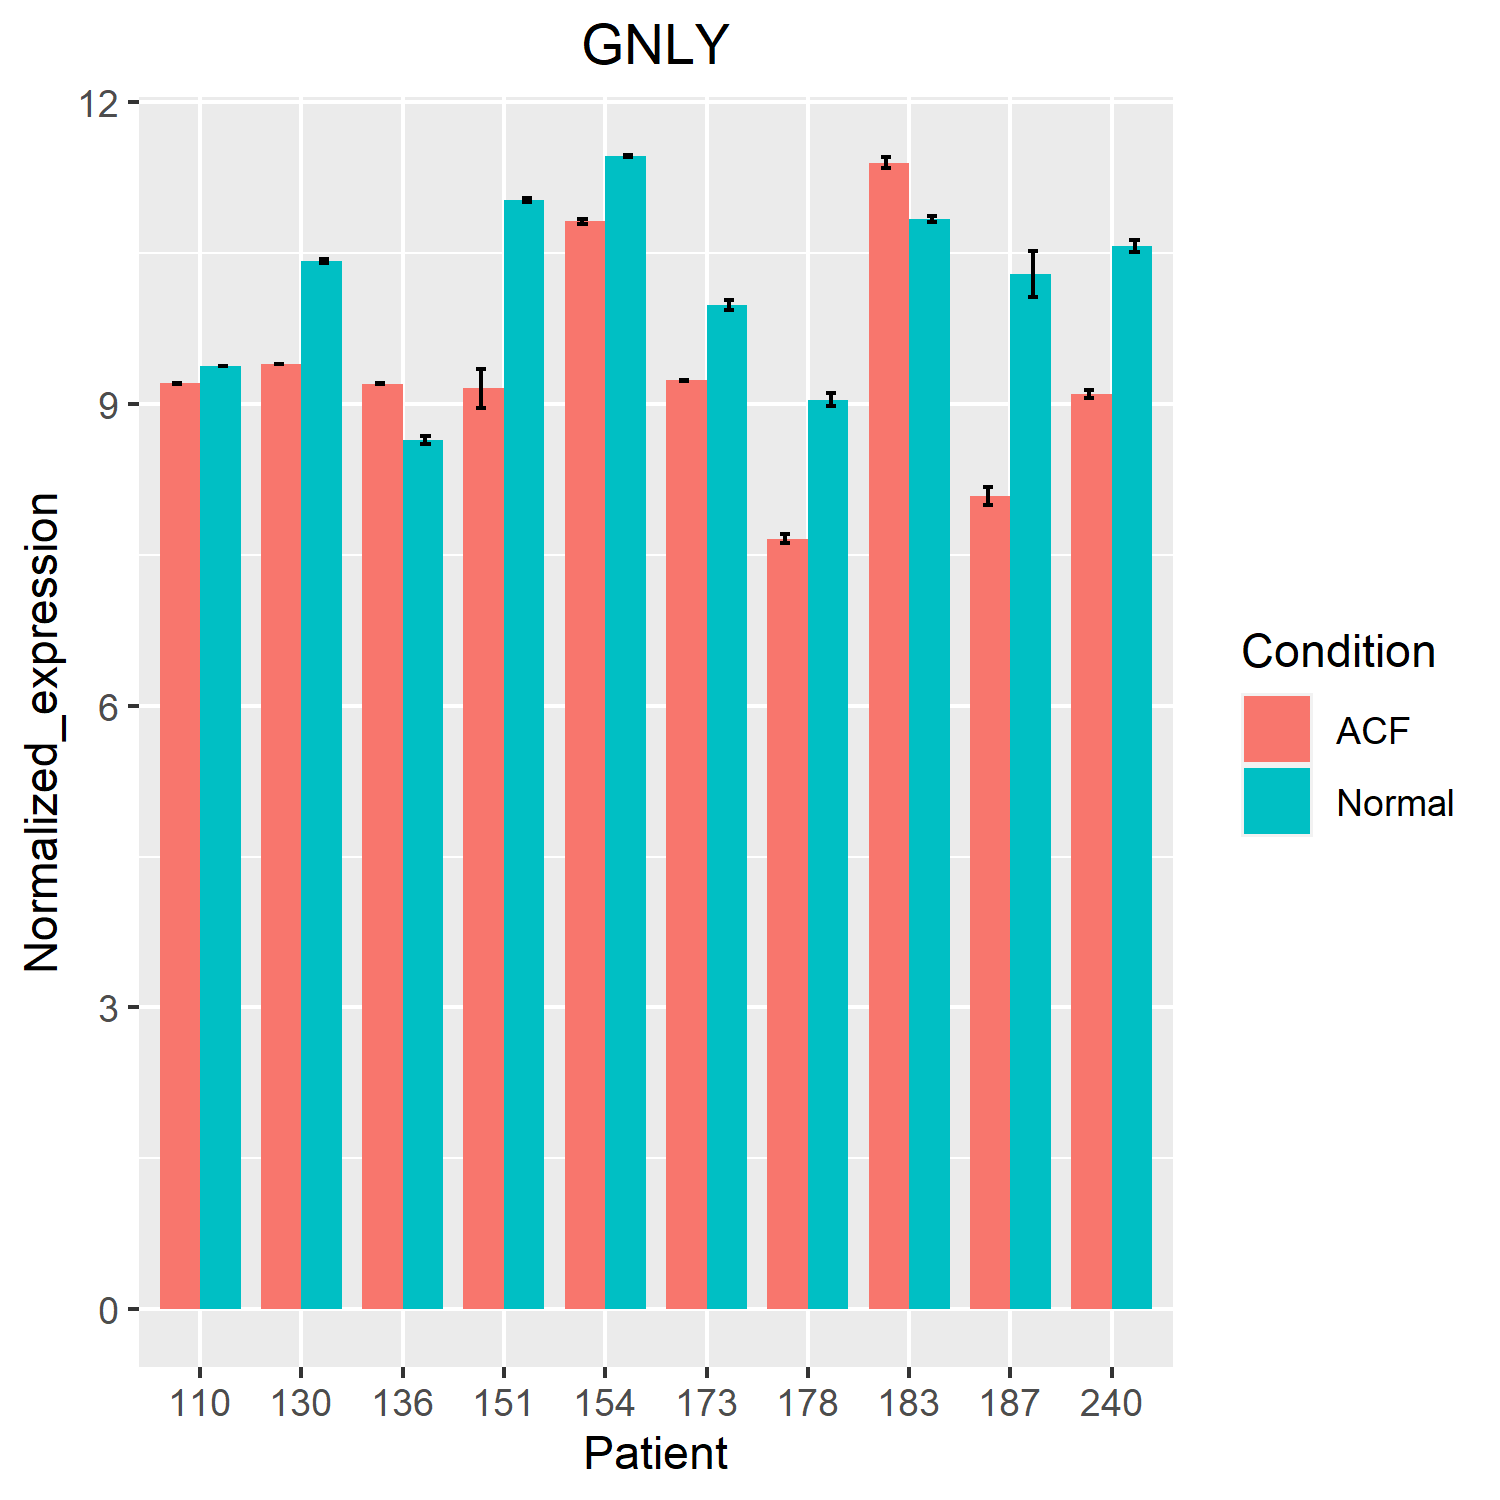 GNLY
12
9
6
3
0
Normalized_expression
110 130 136 151 154 173 178 183 187 240
Patient
Condition
ACF
Normal